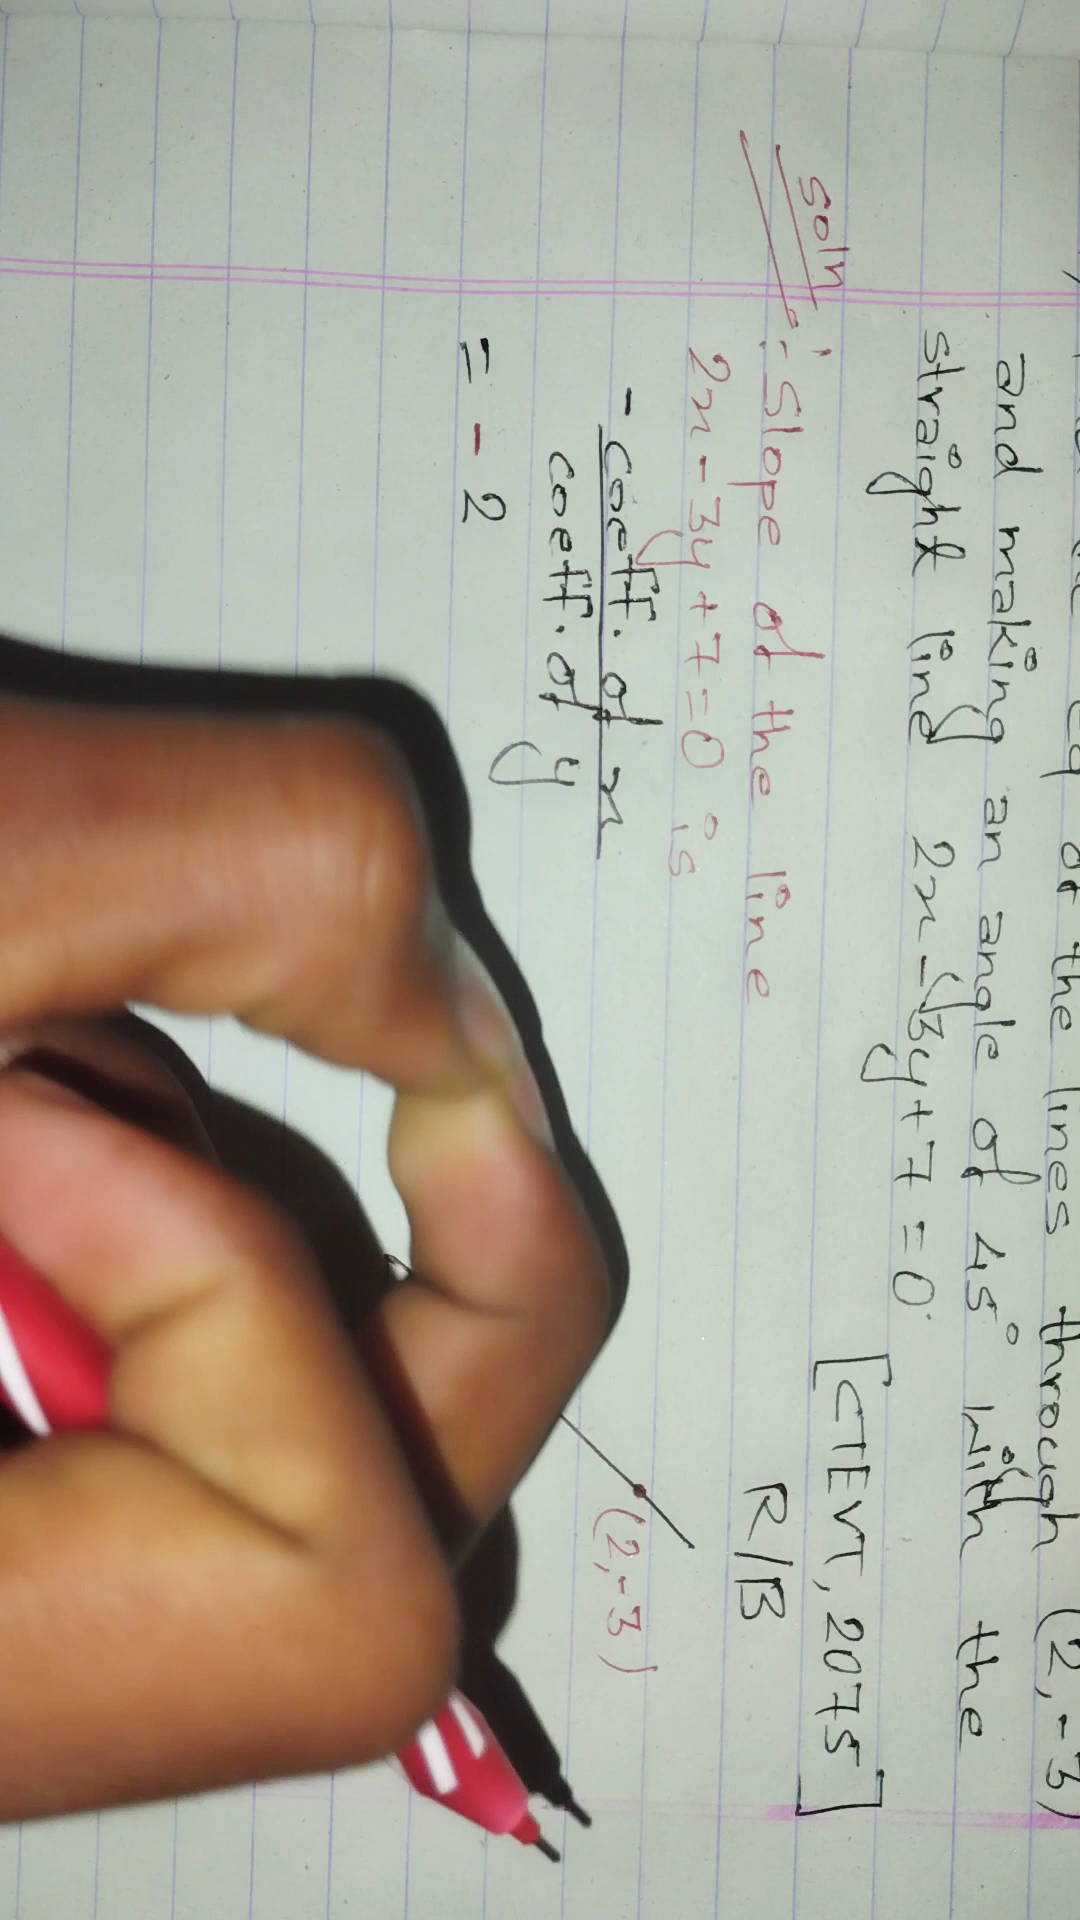 of the lines through (2,-3)
and making an angle of 45° with the
straight line 2x-3y+7=0.
[CTEVT, 2075]
R/B
Soln :- Slope of the line
2x-3y+7=0 is
- coeff. of x
coeff. of y
= - 2
(2,-3)